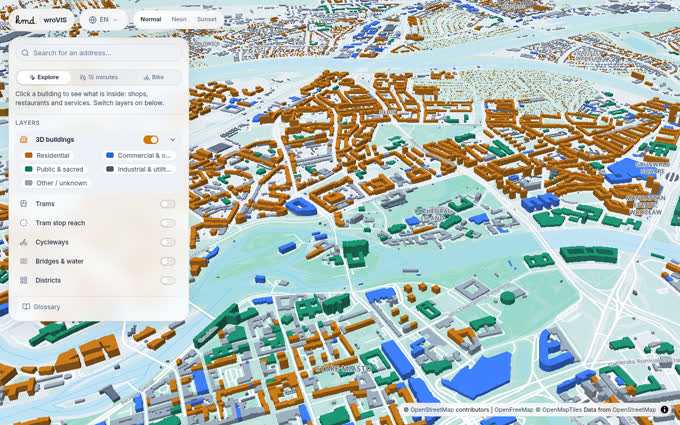 kmd. wroVIS
EN
Normal Neon Sunset
Search for an address...
Explore 15 minutes Bike
Click a building to see what is inside: shops,
restaurants and services. Switch layers on below.
LAYERS
3D buildings
Residential Commercial & o...
Public & sacred Industrial & utilit...
Other / unknown
Trams
Tram stop reach
Cycleways
Bridges & water
Districts
Glossary
STARE MIASTO
© OpenStreetMap contributors | OpenFreeMap © OpenMapTiles Data from OpenStreetMap